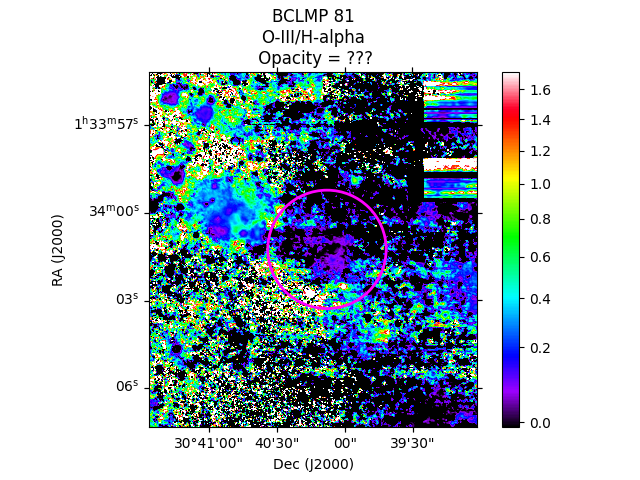 BCLMP 81
O-III/H-alpha
Opacity = ???
1h33m57s
34m00s
03s
06s
RA (J2000)
30°41'00" 40'30" 00" 39'30"
Dec (J2000)
1.6
1.4
1.2
1.0
0.8
0.6
0.4
0.2
0.0